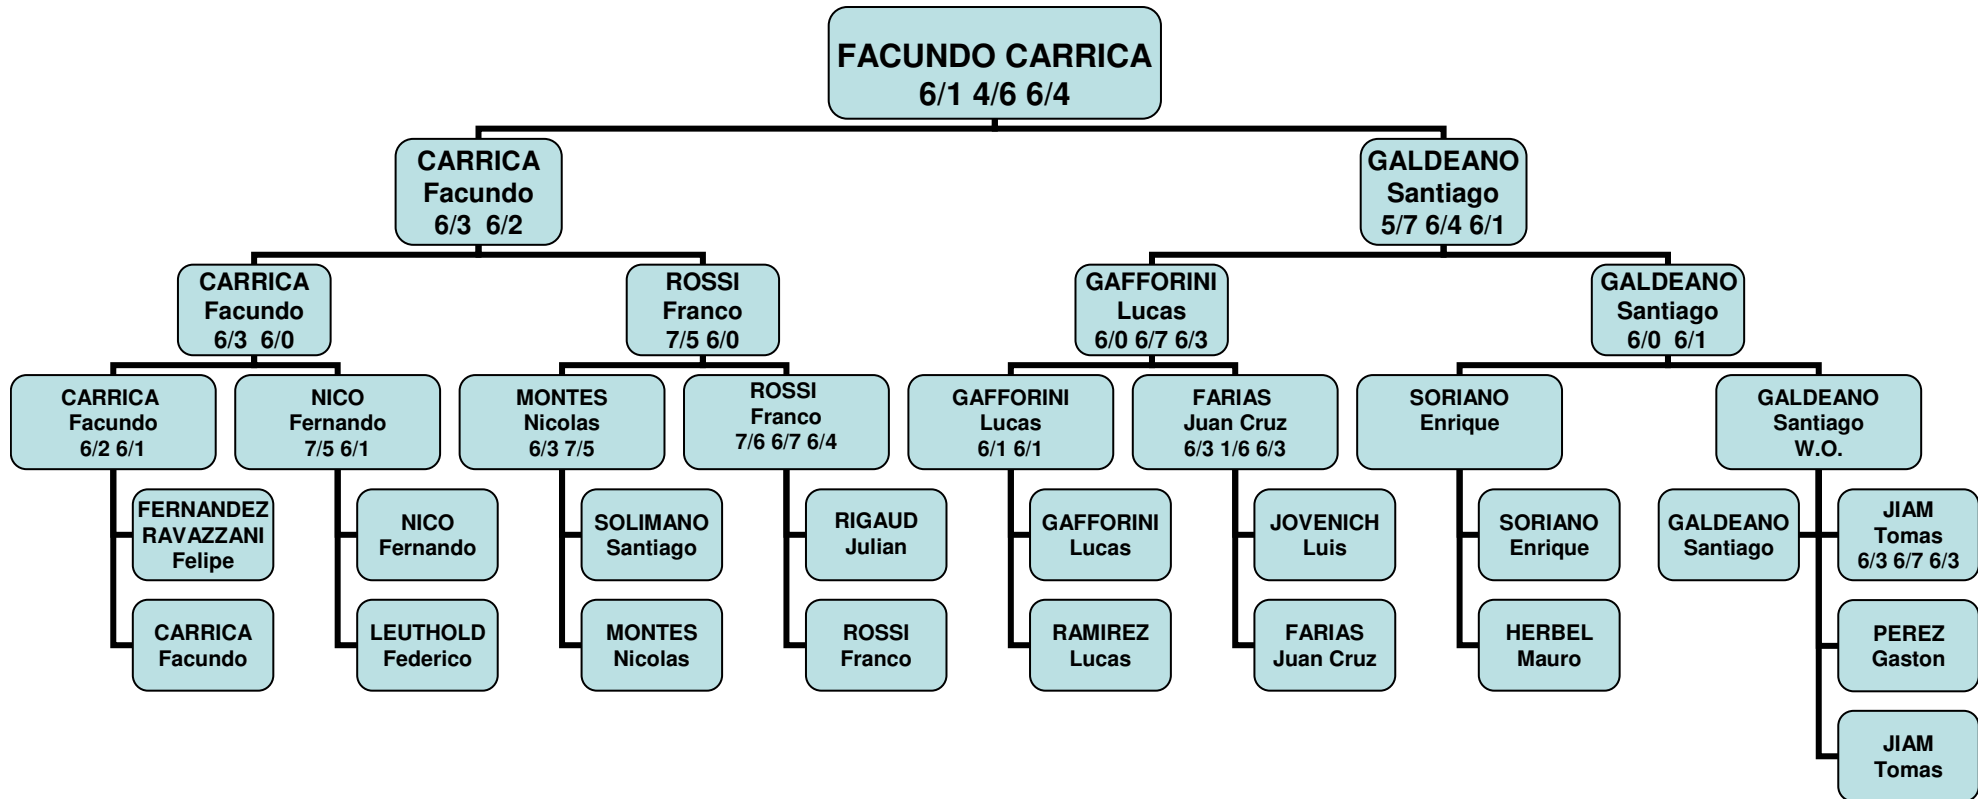 FACUNDO CARRICA
6/1 4/6 6/4
CARRICA
Facundo
6/3  6/2
GALDEANO
Santiago
5/7 6/4 6/1
CARRICA
Facundo
6/3  6/0
ROSSI
Franco
7/5 6/0
GAFFORINI
Lucas
6/0 6/7 6/3
GALDEANO
Santiago
6/0  6/1
CARRICA
Facundo
6/2 6/1
NICO
Fernando
7/5 6/1
MONTES
Nicolas
6/3 7/5
ROSSI
Franco
7/6 6/7 6/4
GAFFORINI
Lucas
6/1 6/1
FARIAS
Juan Cruz
6/3 1/6 6/3
SORIANO
Enrique
GALDEANO
Santiago
W.O.
FERNANDEZ
RAVAZZANI
Felipe
NICO
Fernando
SOLIMANO
Santiago
RIGAUD
Julian
GAFFORINI
Lucas
JOVENICH
Luis
SORIANO
Enrique
GALDEANO
Santiago
JIAM
Tomas
6/3 6/7 6/3
CARRICA
Facundo
LEUTHOLD
Federico
MONTES
Nicolas
ROSSI
Franco
RAMIREZ
Lucas
FARIAS
Juan Cruz
HERBEL
Mauro
PEREZ
Gaston
JIAM
Tomas